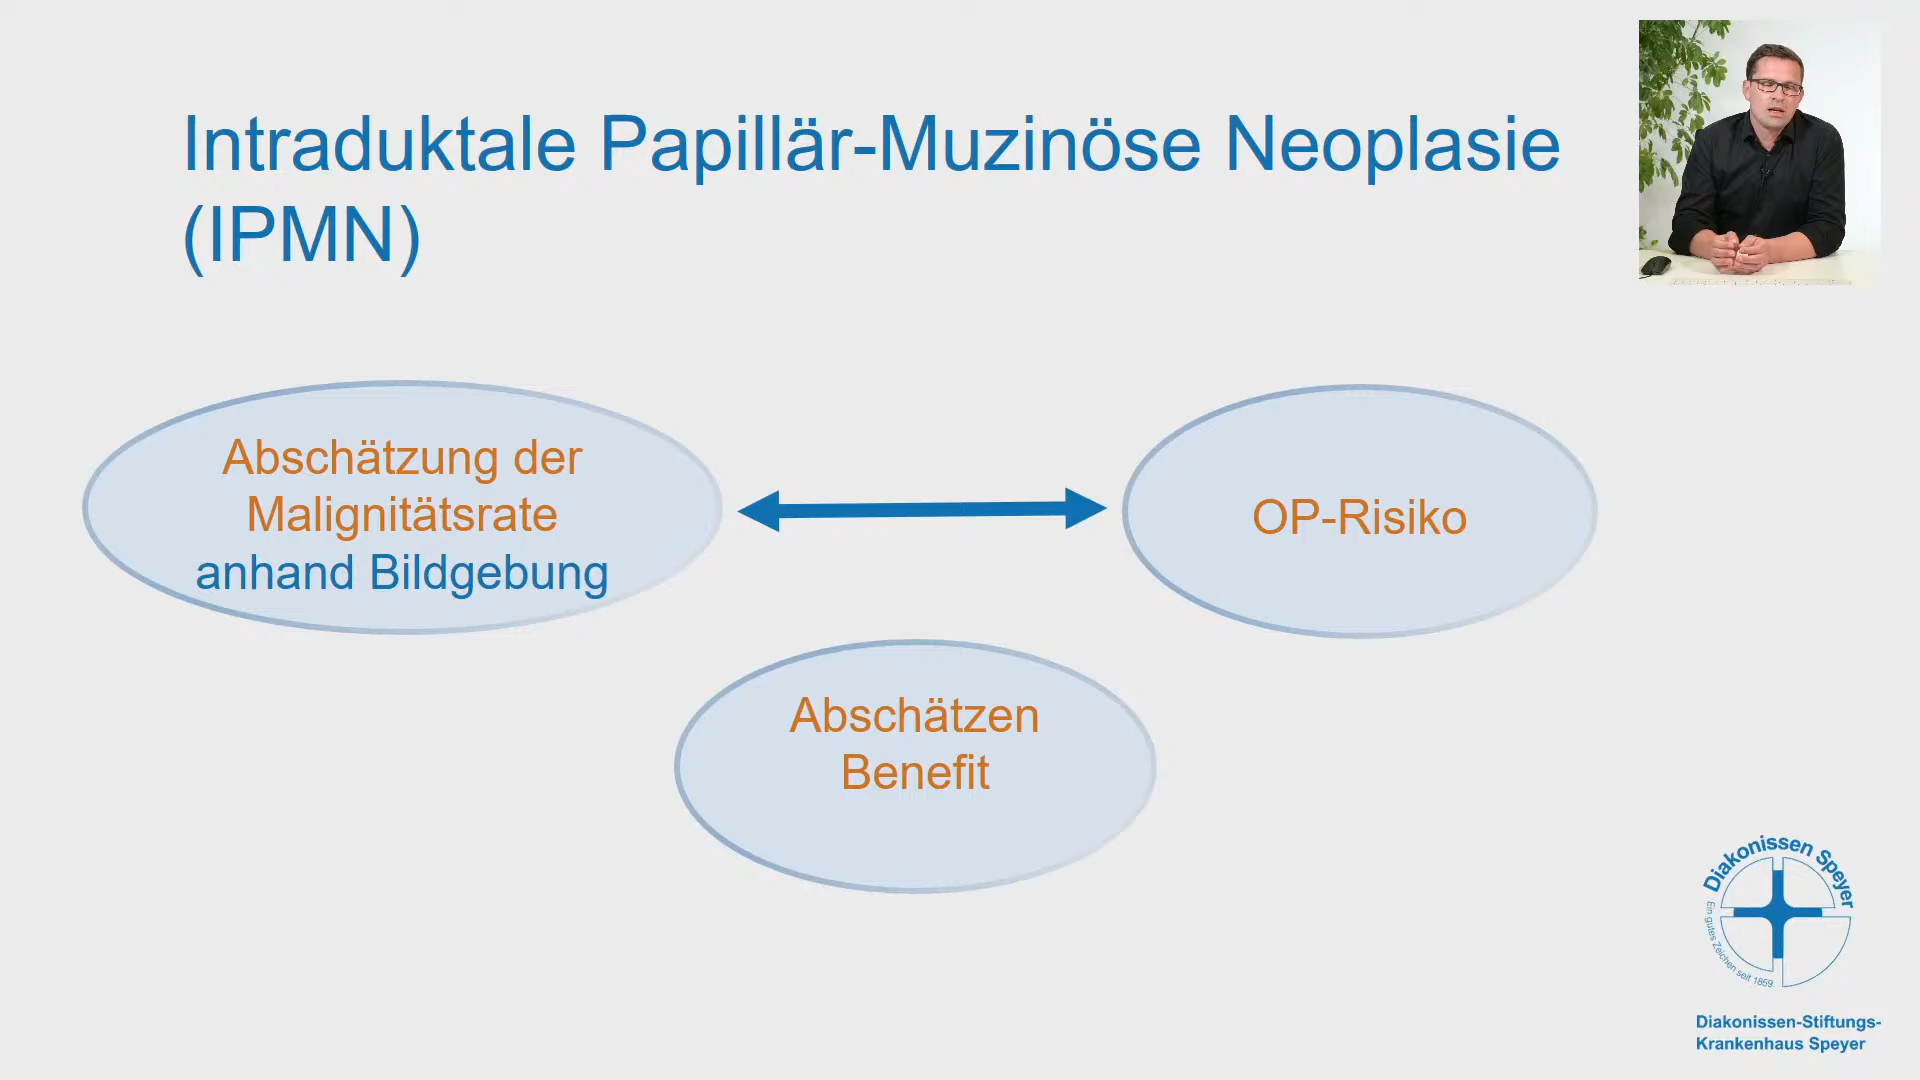 Intraduktale Papillär-Muzinöse Neoplasie
(IPMN)
Abschätzung der
Malignitätsrate
anhand Bildgebung
OP-Risiko
Abschätzen
Benefit
Diakonissen Speyer
Ein gutes Zeichen seit 1859.
Diakonissen-Stiftungs-
Krankenhaus Speyer